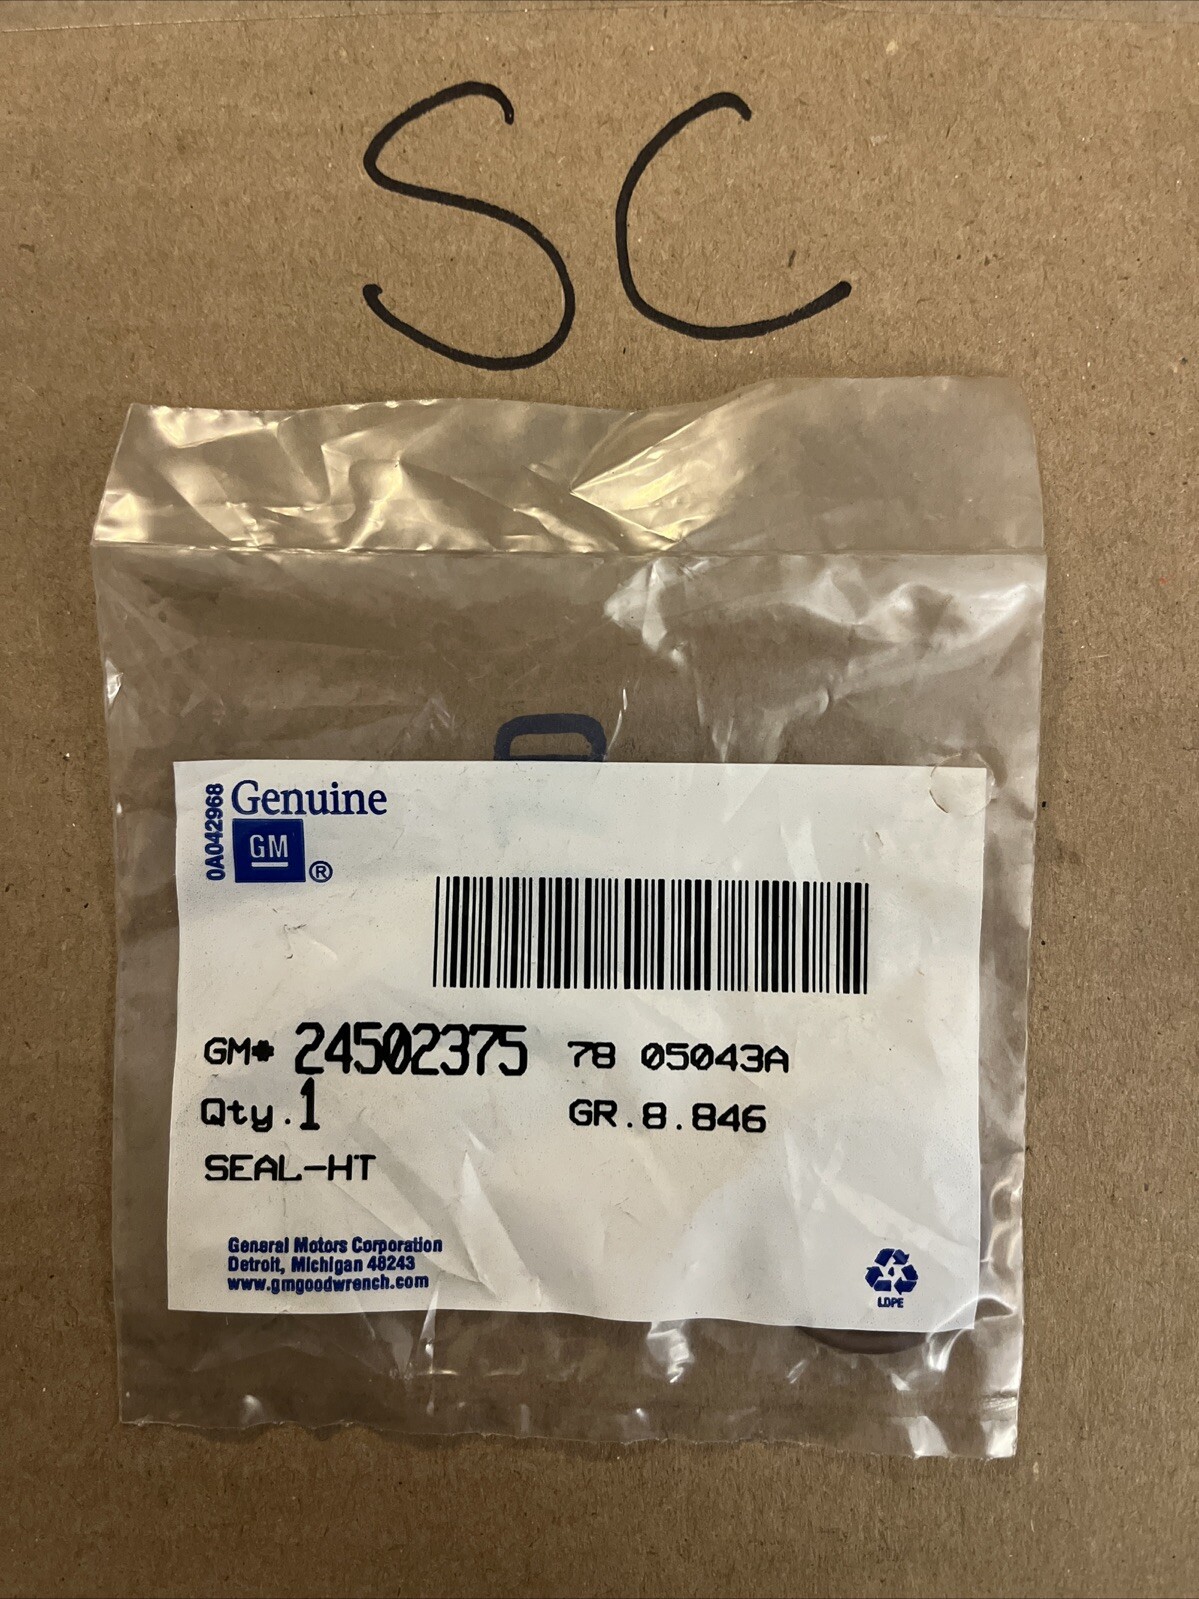 SC
0A042968
Genuine
GM ®
GM# 24502375 78 05043A
Qty.1 GR.8.846
SEAL-HT
General Motors Corporation
Detroit, Michigan 48243
www.gmgoodwrench.com
4
LDPE